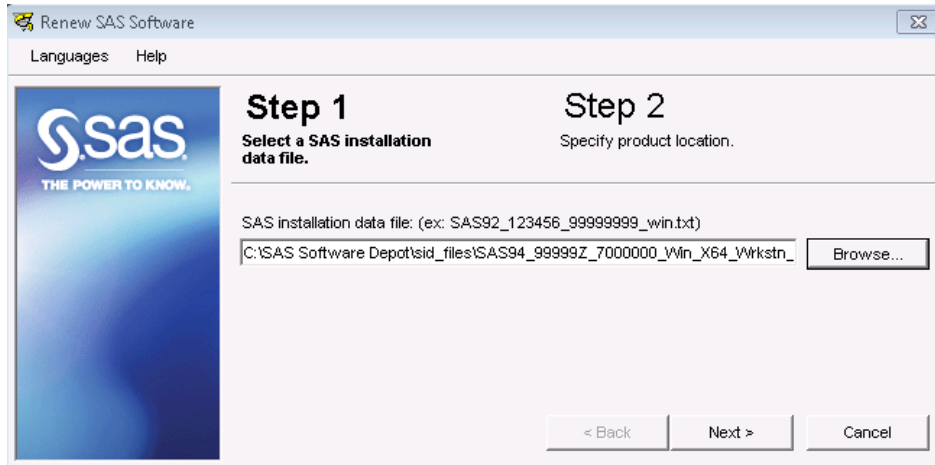 Renew SAS Software
Languages Help
sas
THE POWER TO KNOW.
Step 1
Select a SAS installation
data file.
Step 2
Specify product location.
SAS installation data file: (ex: SAS92_123456_99999999_win.txt)
C:\SAS Software Depot\sid_files\SAS94_99999Z_7000000_Win_X64_Wrkstn_
Browse...
< Back
Next >
Cancel